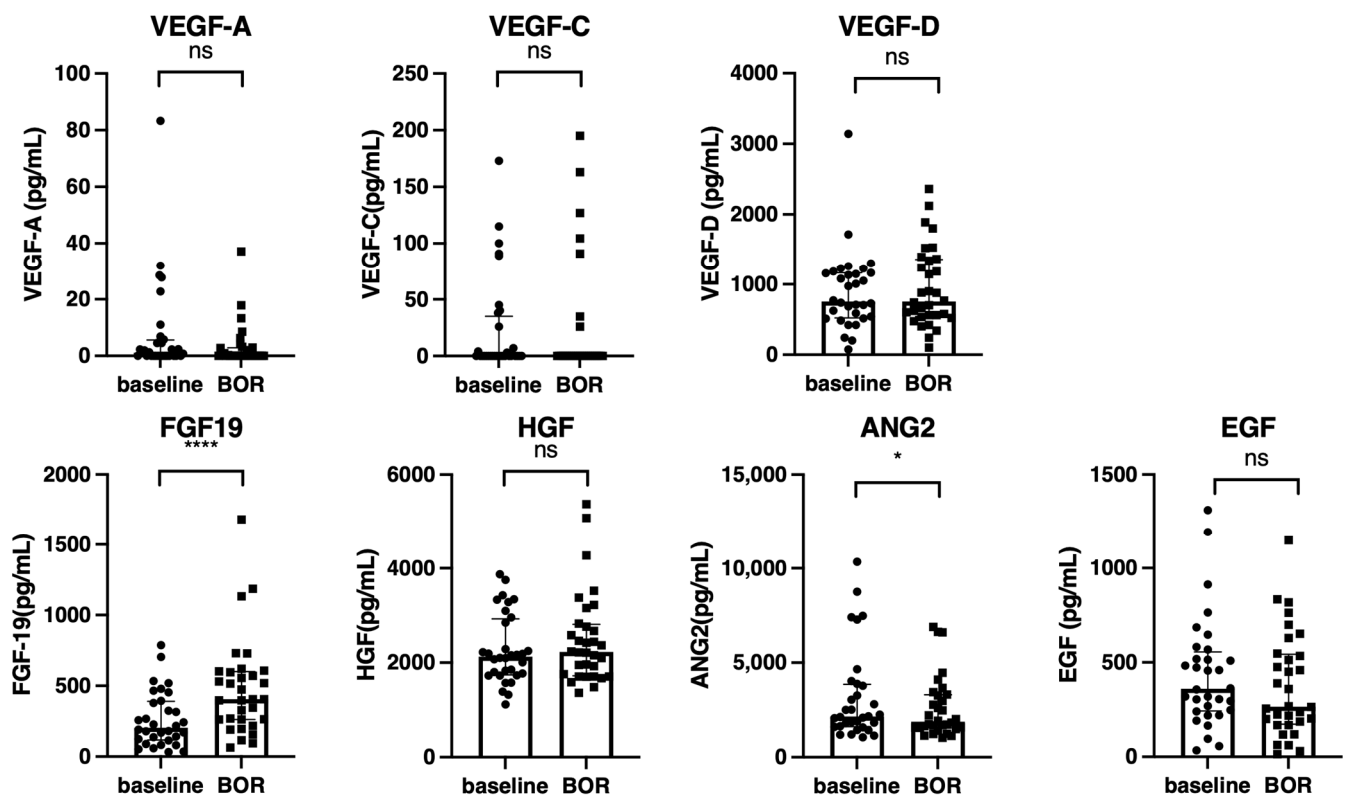 VEGF-A
ns
VEGF-A (pg/mL)
100
80
60
40
20
0
baseline BOR
VEGF-C
ns
VEGF-C(pg/mL)
250
200
150
100
50
0
baseline BOR
VEGF-D
ns
VEGF-D (pg/mL)
4000
3000
2000
1000
0
baseline BOR
FGF19
****
FGF-19(pg/mL)
2000
1500
1000
500
0
baseline BOR
HGF
ns
HGF(pg/mL)
6000
4000
2000
0
baseline BOR
ANG2
*
ANG2(pg/mL)
15,000
10,000
5,000
0
baseline BOR
EGF
ns
EGF (pg/mL)
1500
1000
500
0
baseline BOR